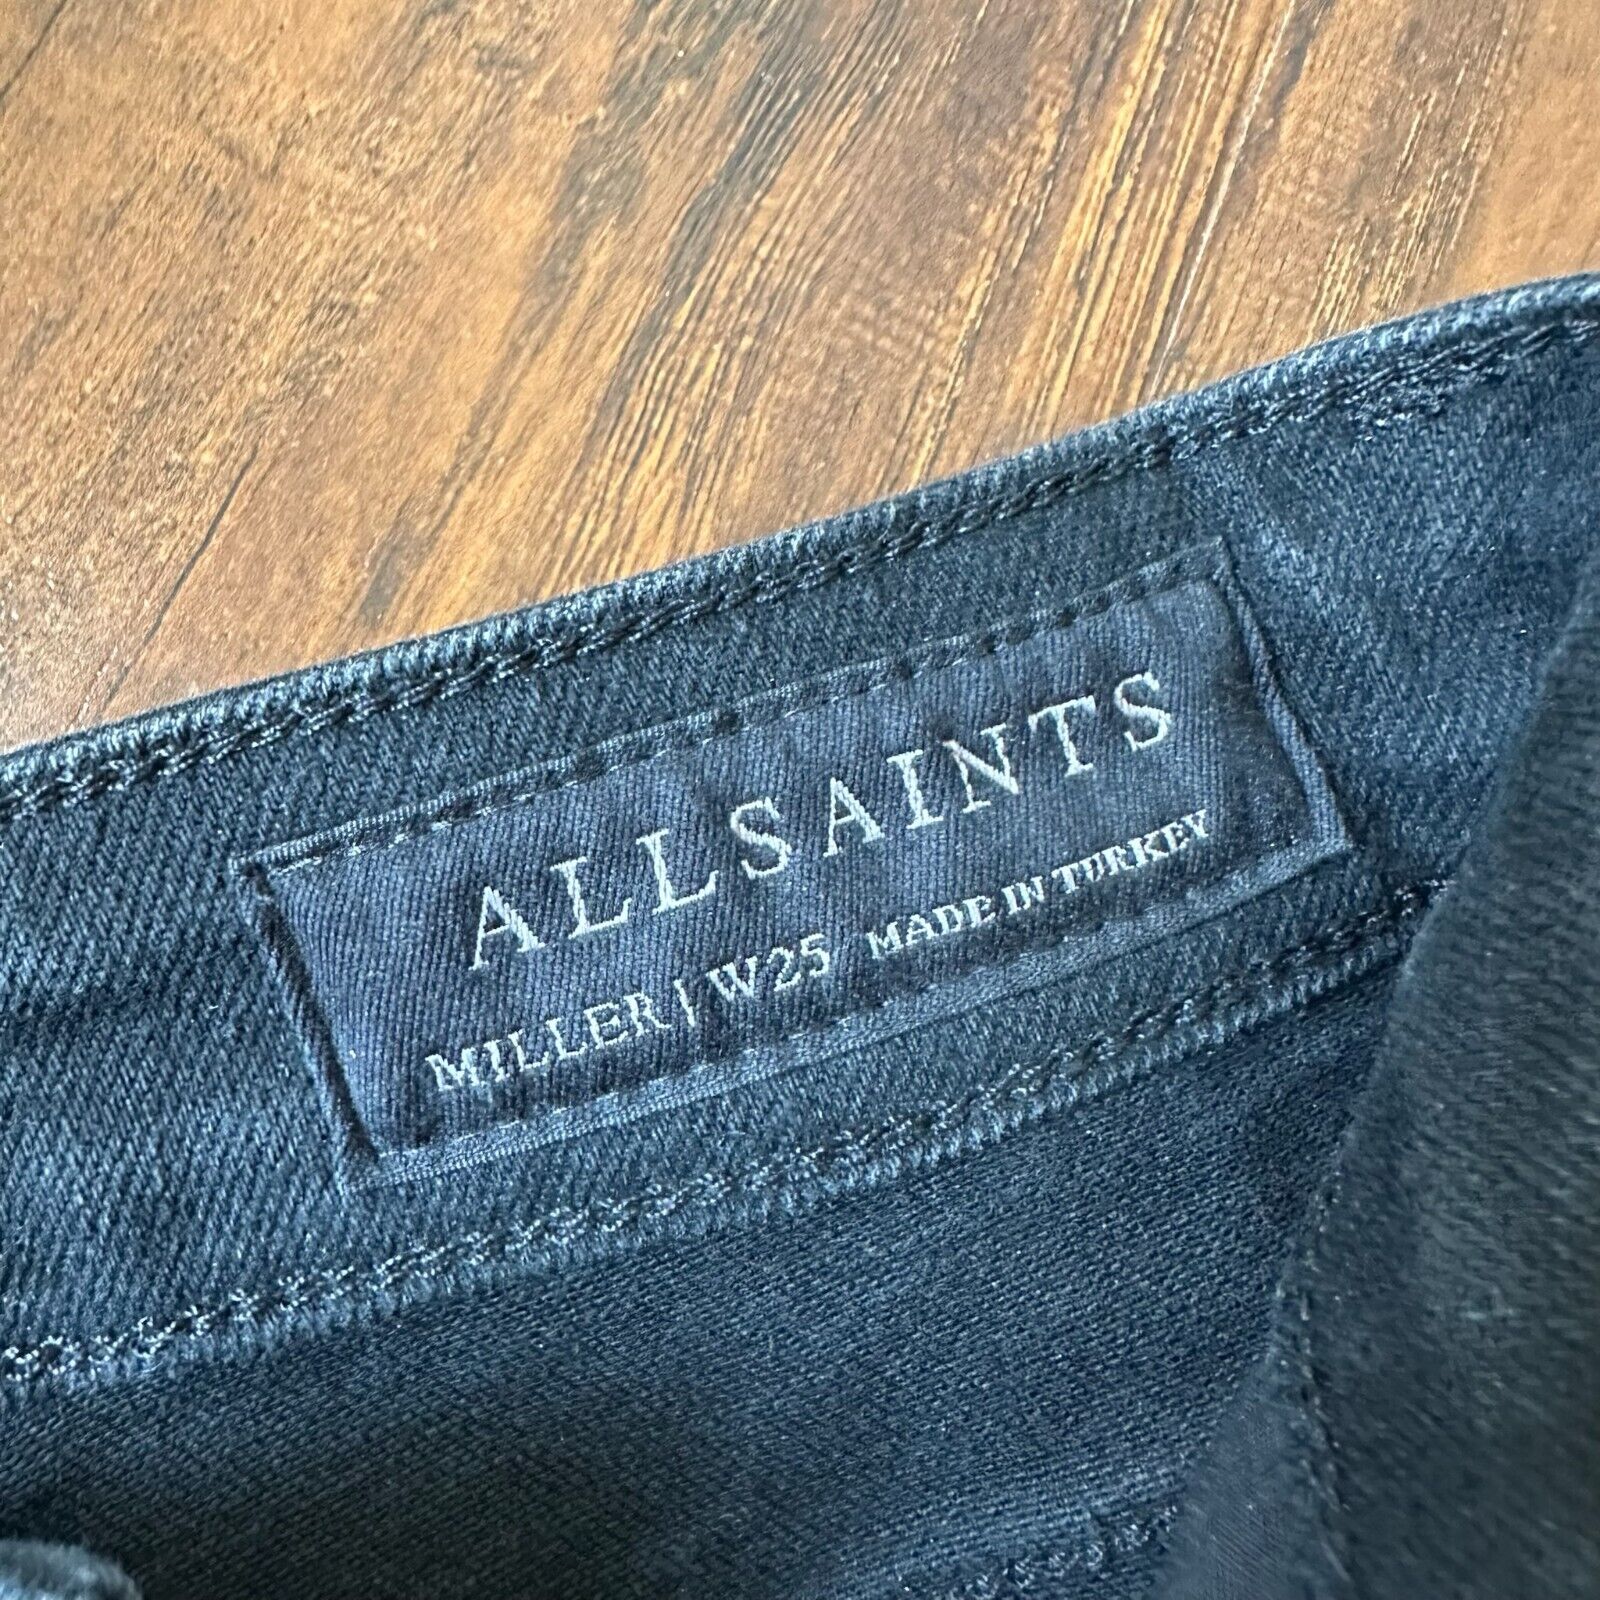 ALLSAINTS
MILLER | W25 MADE IN TURKEY